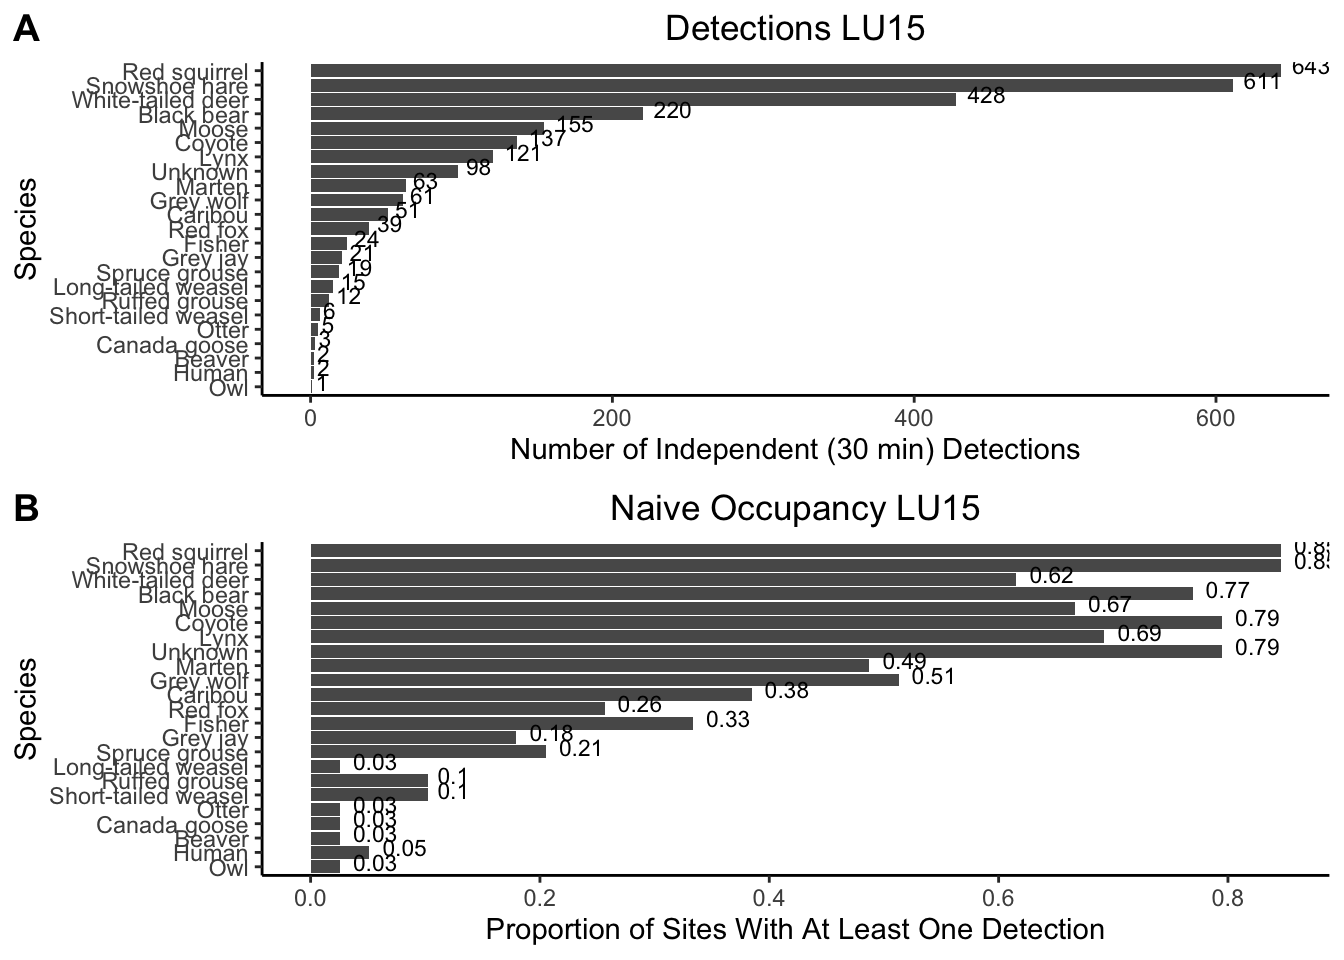 A
Detections LU15
Species
Red squirrel 643
Snowshoe hare 611
White-tailed deer 428
Black bear 220
Moose 155
Coyote 137
Lynx 121
Unknown 98
Marten 63
Grey wolf 61
Caribou 51
Red fox 39
Fisher 24
Grey jay 21
Spruce grouse 19
Long-tailed weasel 15
Ruffed grouse 12
Short-tailed weasel 6
Otter 5
Canada goose 3
Beaver 2
Human 2
Owl 1
0 200 400 600
Number of Independent (30 min) Detections
B
Naive Occupancy LU15
Species
Red squirrel
Snowshoe hare
White-tailed deer 0.62
Black bear 0.77
Moose 0.67
Coyote 0.79
Lynx 0.69
Unknown 0.79
Marten 0.49
Grey wolf 0.51
Caribou 0.38
Red fox 0.26
Fisher 0.33
Grey jay 0.18
Spruce grouse 0.21
Long-tailed weasel 0.03
Ruffed grouse 0.1
Short-tailed weasel 0.1
Otter 0.03
Canada goose 0.03
Beaver 0.03
Human 0.05
Owl 0.03
0.0 0.2 0.4 0.6 0.8
Proportion of Sites With At Least One Detection